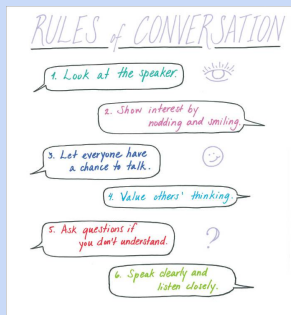 RULES of CONVERSATION
1. Look at the speaker.
2. Show interest by
nodding and smiling.
3. Let everyone have
a chance to talk.
4. Value others' thinking.
5. Ask questions if
you don't understand.
?
6. Speak clearly and
listen closely.